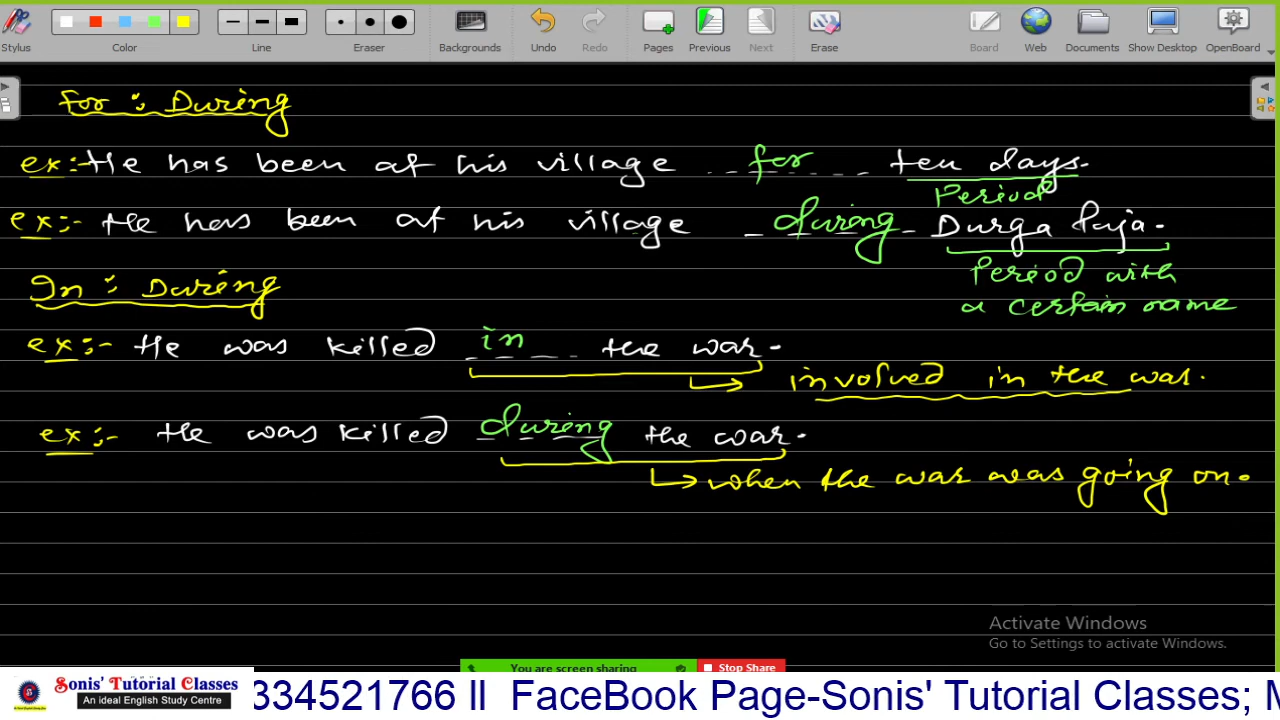 Stylus
Color
Line
Eraser
Backgrounds
Undo
Redo
Pages
Previous
Next
Erase
Board
Web
Documents
Show Desktop
OpenBoard
For : During
ex:- He has been at his village for ten days.
Period
ex:- He has been at his village during Durga Puja.
Period with
a certain name
In : During
ex:- He was killed in the war.
involved in the war.
ex:- He was killed during the war.
when the war was going on.
Activate Windows
Go to Settings to activate Windows.
You are screen sharing
Stop Share
Sonis' Tutorial Classes
An ideal English Study Centre
334521766 ll FaceBook Page-Sonis' Tutorial Classes; M